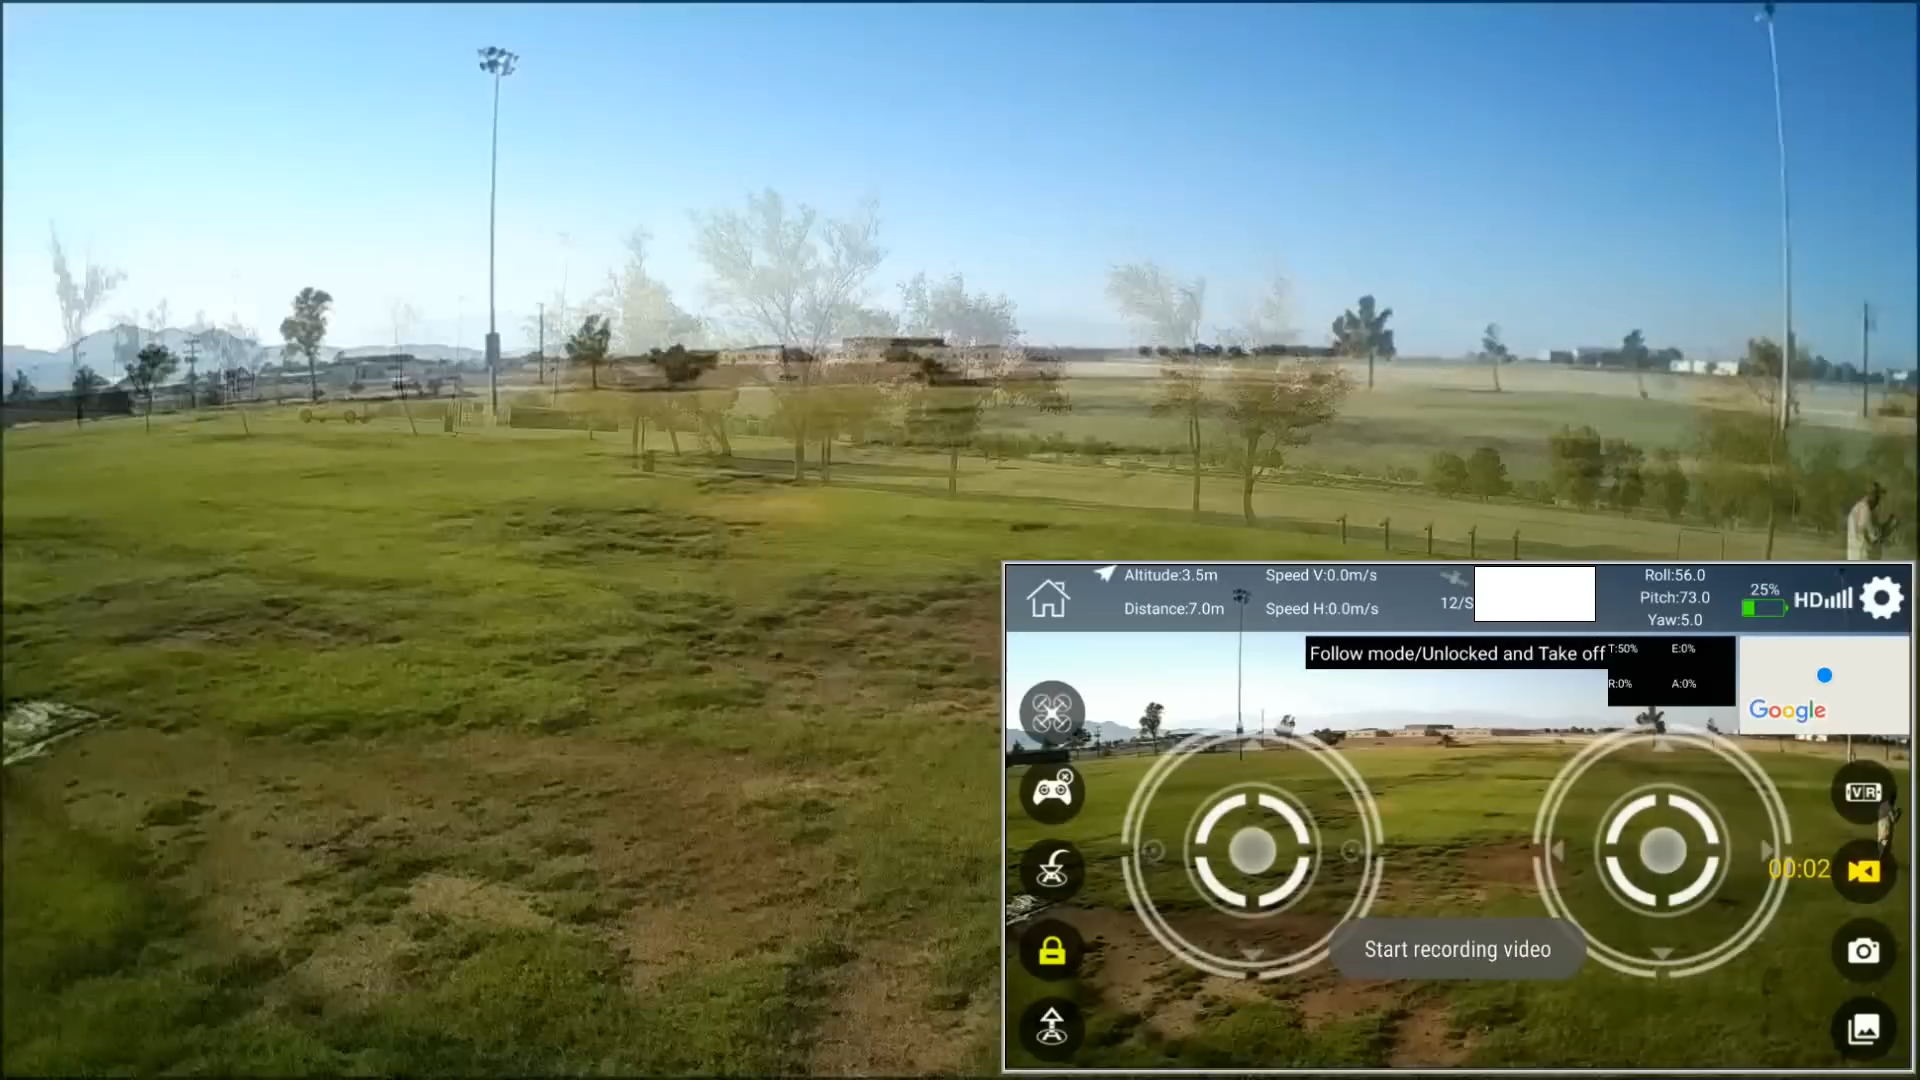 Altitude:3.5m
Speed V:0.0m/s
Distance:7.0m
Speed H:0.0m/s
12/S
Roll:56.0
Pitch:73.0
Yaw:5.0
25%
HD
Follow mode/Unlocked and Take off
T:50%
E:0%
R:0%
A:0%
Google
VR
00:02
Start recording video